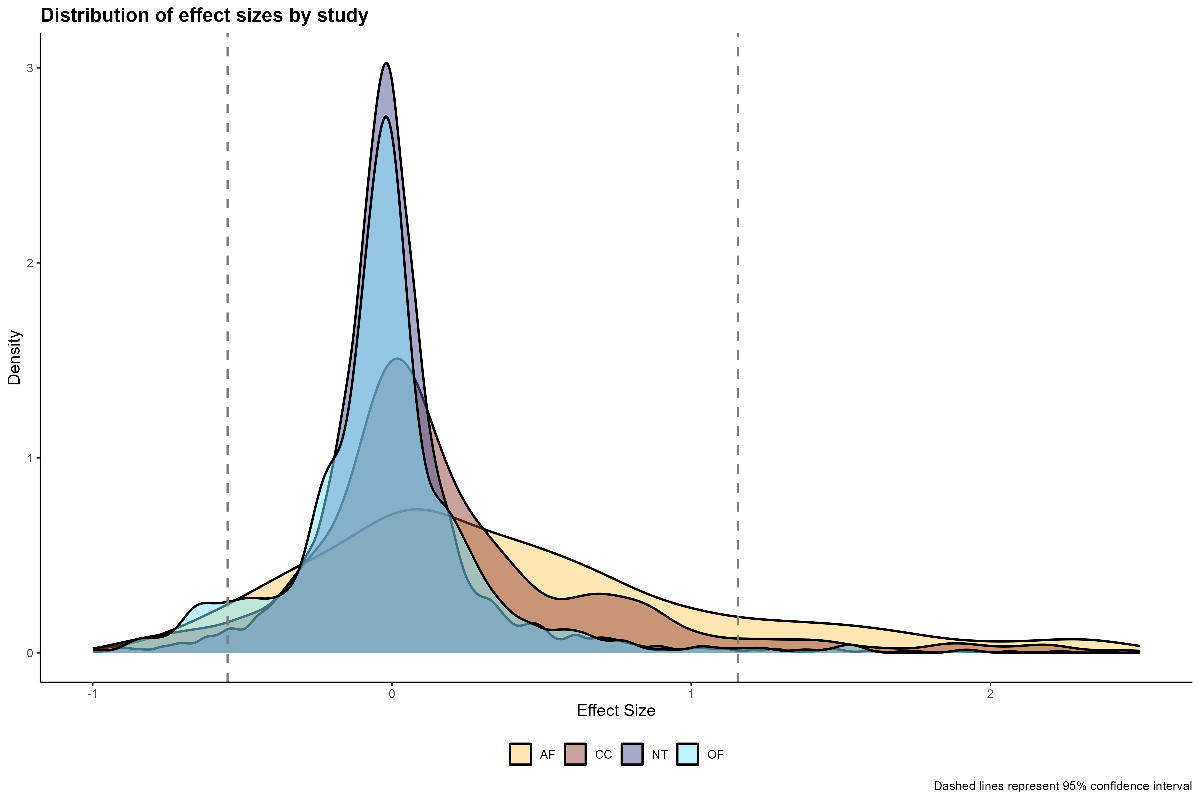 Distribution of effect sizes by study
Density
3
2
1
0
-1 0 1 2
Effect Size
AF CC NT OF
Dashed lines represent 95% confidence interval